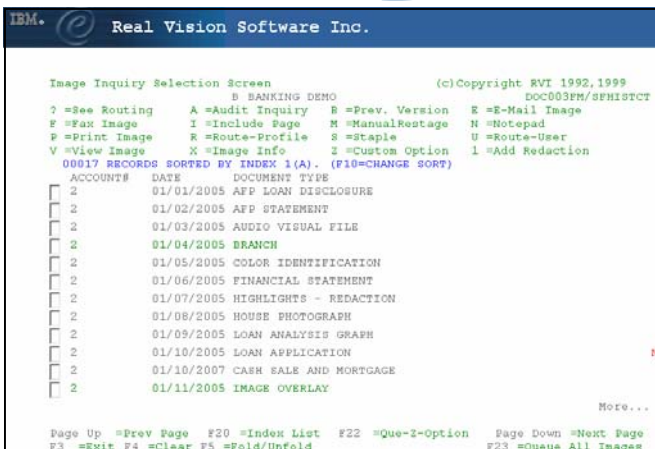 IBM. e Real Vision Software Inc.
Image Inquiry Selection Screen (c)Copyright RVI 1992,1999
B BANKING DEMO DOC003FM/SFHISTCT
? =See Routing A =Audit Inquiry B =Prev. Version E =E-Mail Image
F =Fax Image I =Include Page M =ManualRestage N =Notepad
P =Print Image R =Route-Profile S =Staple U =Route-User
V =View Image X =Image Info Z =Custom Option 1 =Add Redaction
00017 RECORDS SORTED BY INDEX 1(A). (F10=CHANGE SORT)
ACCOUNT# DATE DOCUMENT TYPE
2 01/01/2005 AFP LOAN DISCLOSURE
2 01/02/2005 AFP STATEMENT
2 01/03/2005 AUDIO VISUAL FILE
2 01/04/2005 BRANCH
2 01/05/2005 COLOR IDENTIFICATION
2 01/06/2005 FINANCIAL STATEMENT
2 01/07/2005 HIGHLIGHTS - REDACTION
2 01/08/2005 HOUSE PHOTOGRAPH
2 01/09/2005 LOAN ANALYSIS GRAPH
2 01/10/2005 LOAN APPLICATION
2 01/10/2007 CASH SALE AND MORTGAGE
2 01/11/2005 IMAGE OVERLAY
More...
Page Up =Prev Page F20 =Index List F22 =Que-Z-Option Page Down =Next Page
F3 =Exit F4 =Clear F5 =Fold/Unfold F23 =Queue All Images